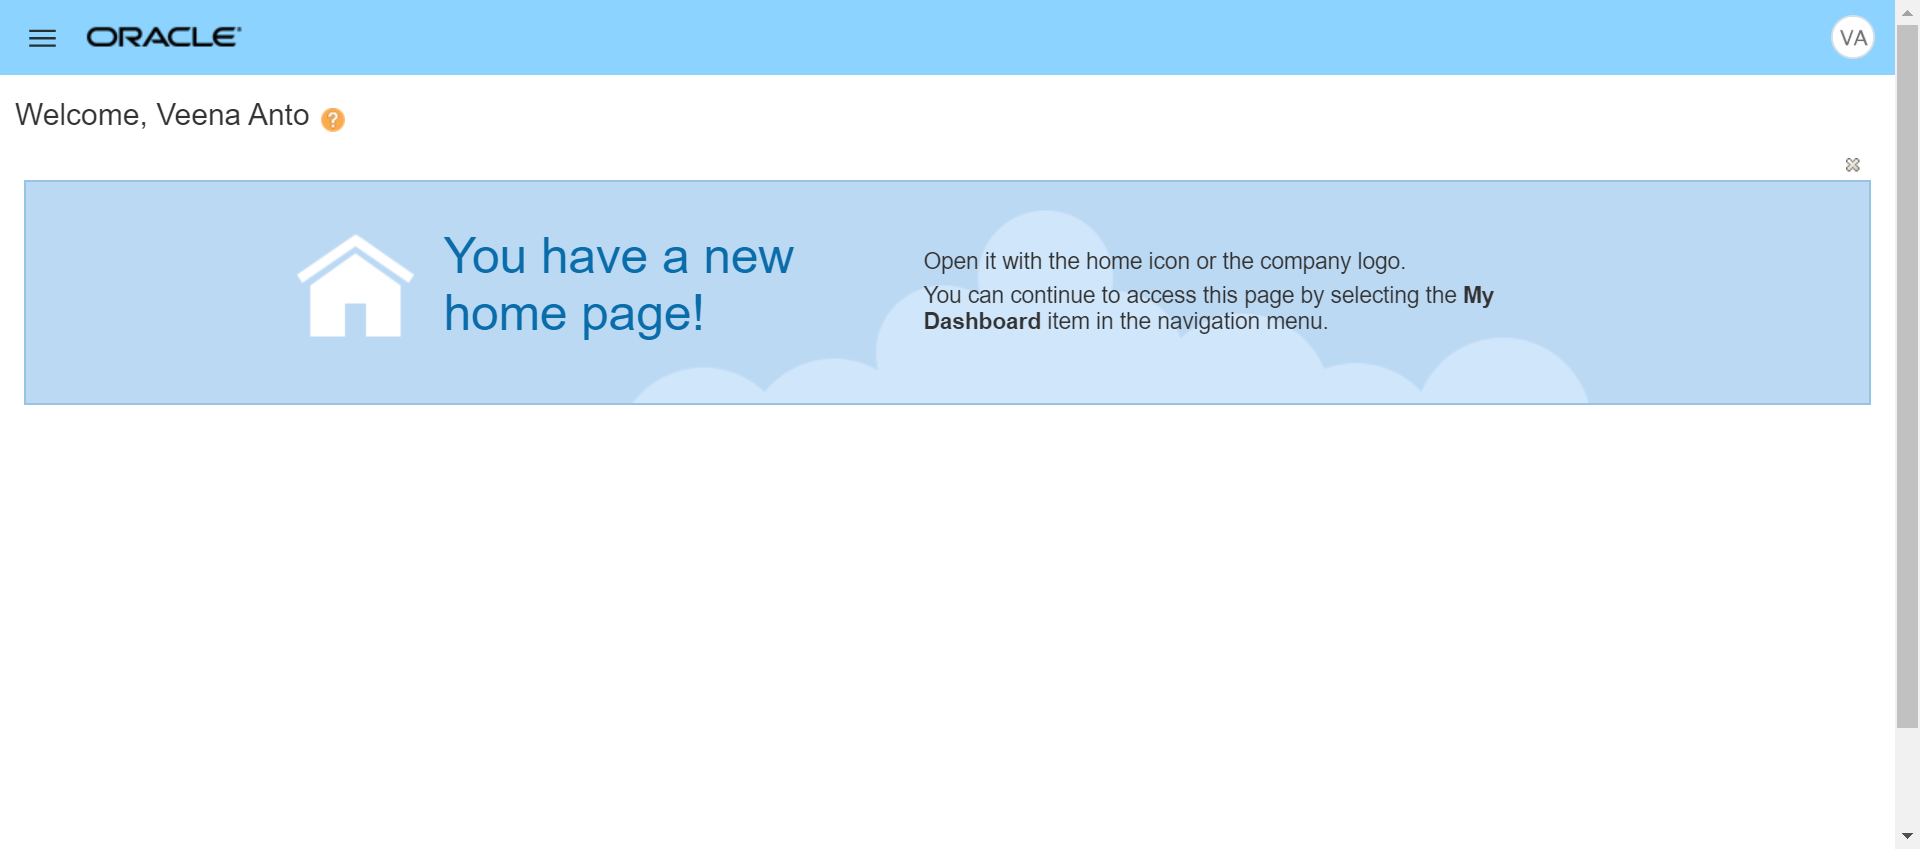 ORACLE
VA
Welcome, Veena Anto
?
You have a new
home page!
Open it with the home icon or the company logo.
You can continue to access this page by selecting the My
Dashboard item in the navigation menu.